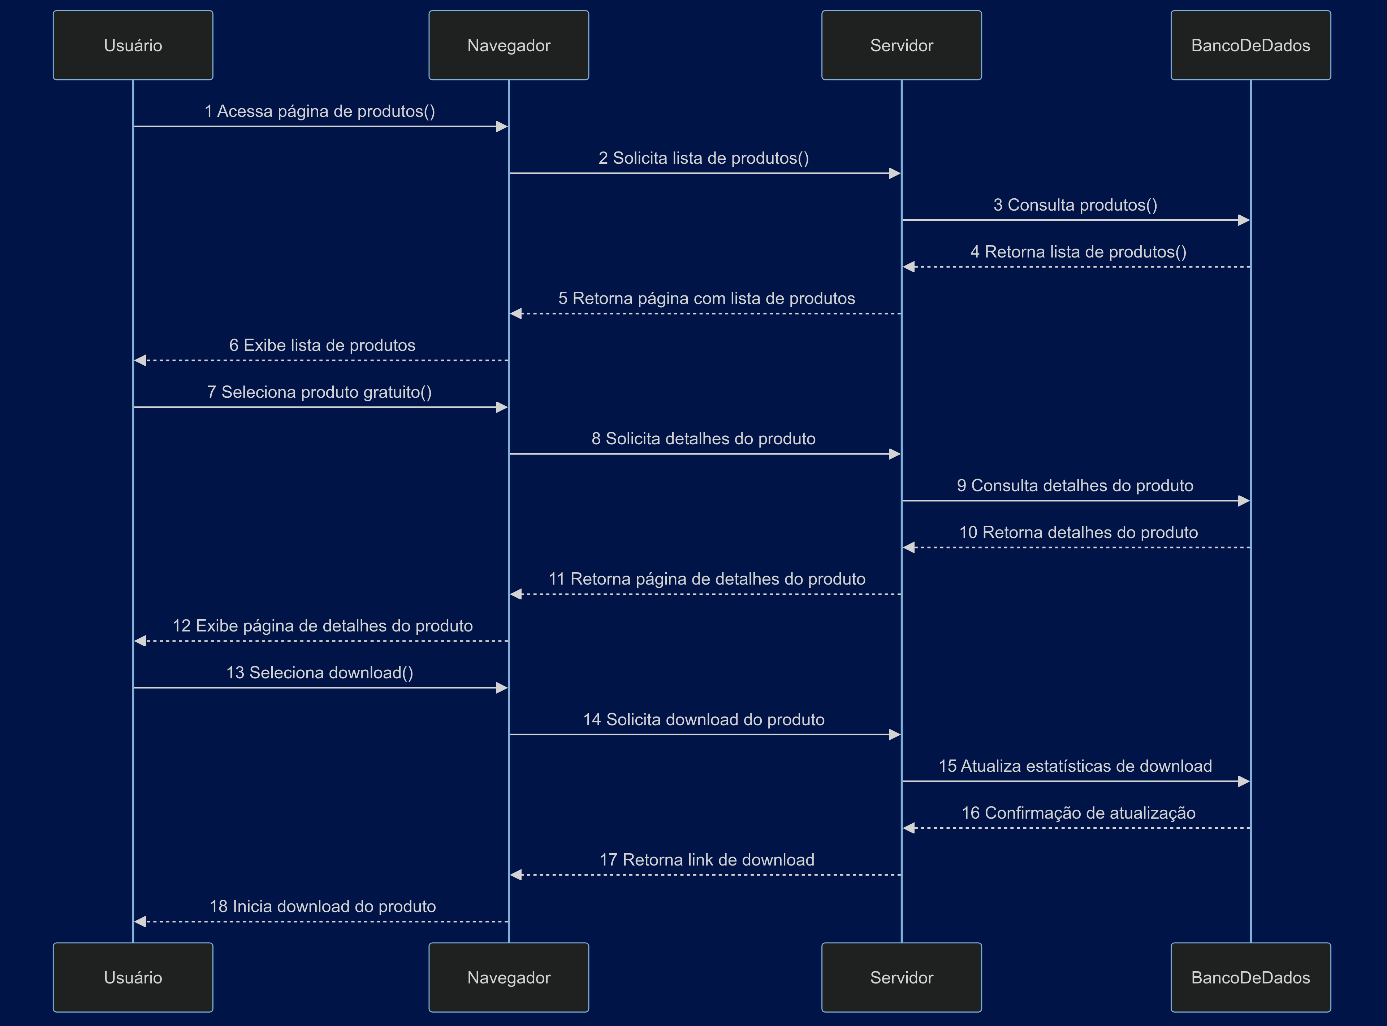 Usuário
Navegador
Servidor
BancoDeDados
1 Acessa página de produtos()
2 Solicita lista de produtos()
3 Consulta produtos()
4 Retorna lista de produtos()
5 Retorna página com lista de produtos
6 Exibe lista de produtos
7 Seleciona produto gratuito()
8 Solicita detalhes do produto
9 Consulta detalhes do produto
10 Retorna detalhes do produto
11 Retorna página de detalhes do produto
12 Exibe página de detalhes do produto
13 Seleciona download()
14 Solicita download do produto
15 Atualiza estatísticas de download
16 Confirmação de atualização
17 Retorna link de download
18 Inicia download do produto
Usuário
Navegador
Servidor
BancoDeDados